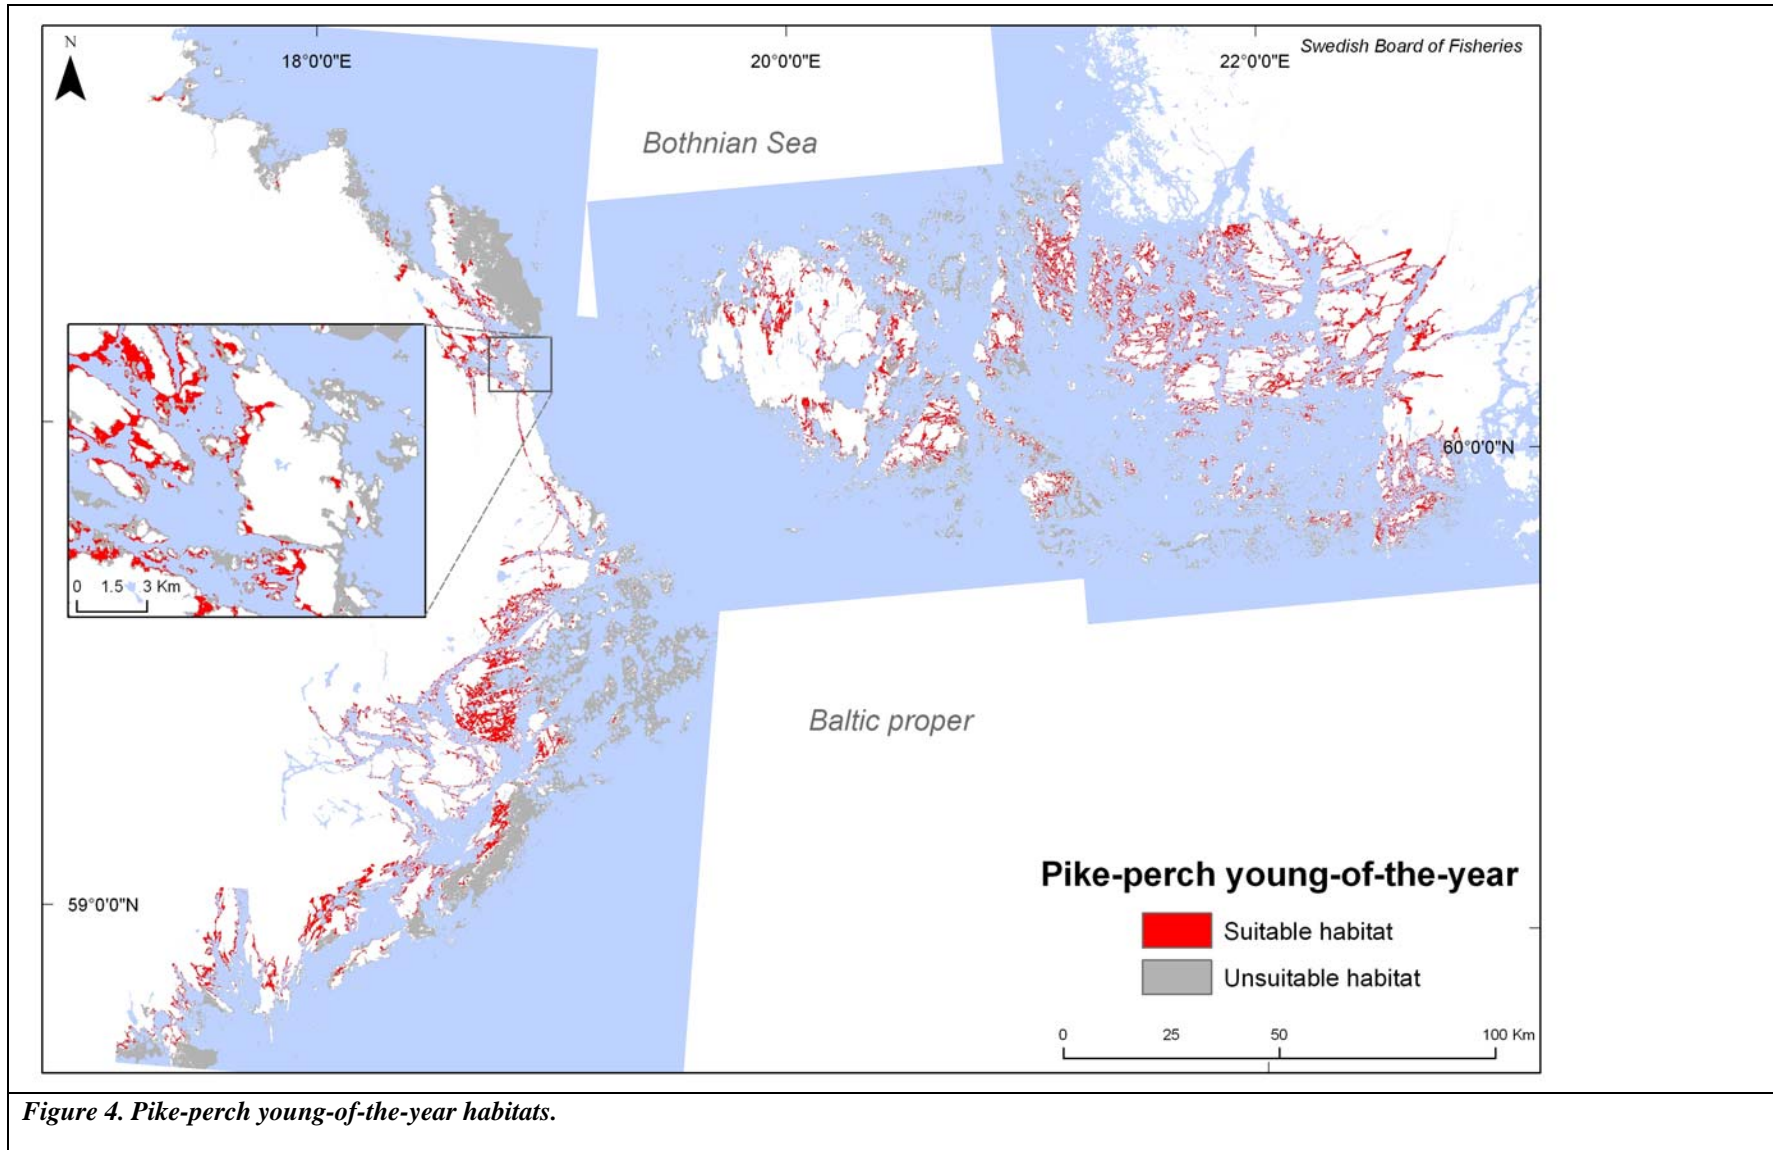 N
18°0'0"E
20°0'0"E
22°0'0"E
Swedish Board of Fisheries
Bothnian Sea
0 1.5 3 Km
60°0'0"N
Baltic proper
59°0'0"N
Pike-perch young-of-the-year
Suitable habitat
Unsuitable habitat
0 25 50 100 Km
Figure 4. Pike-perch young-of-the-year habitats.